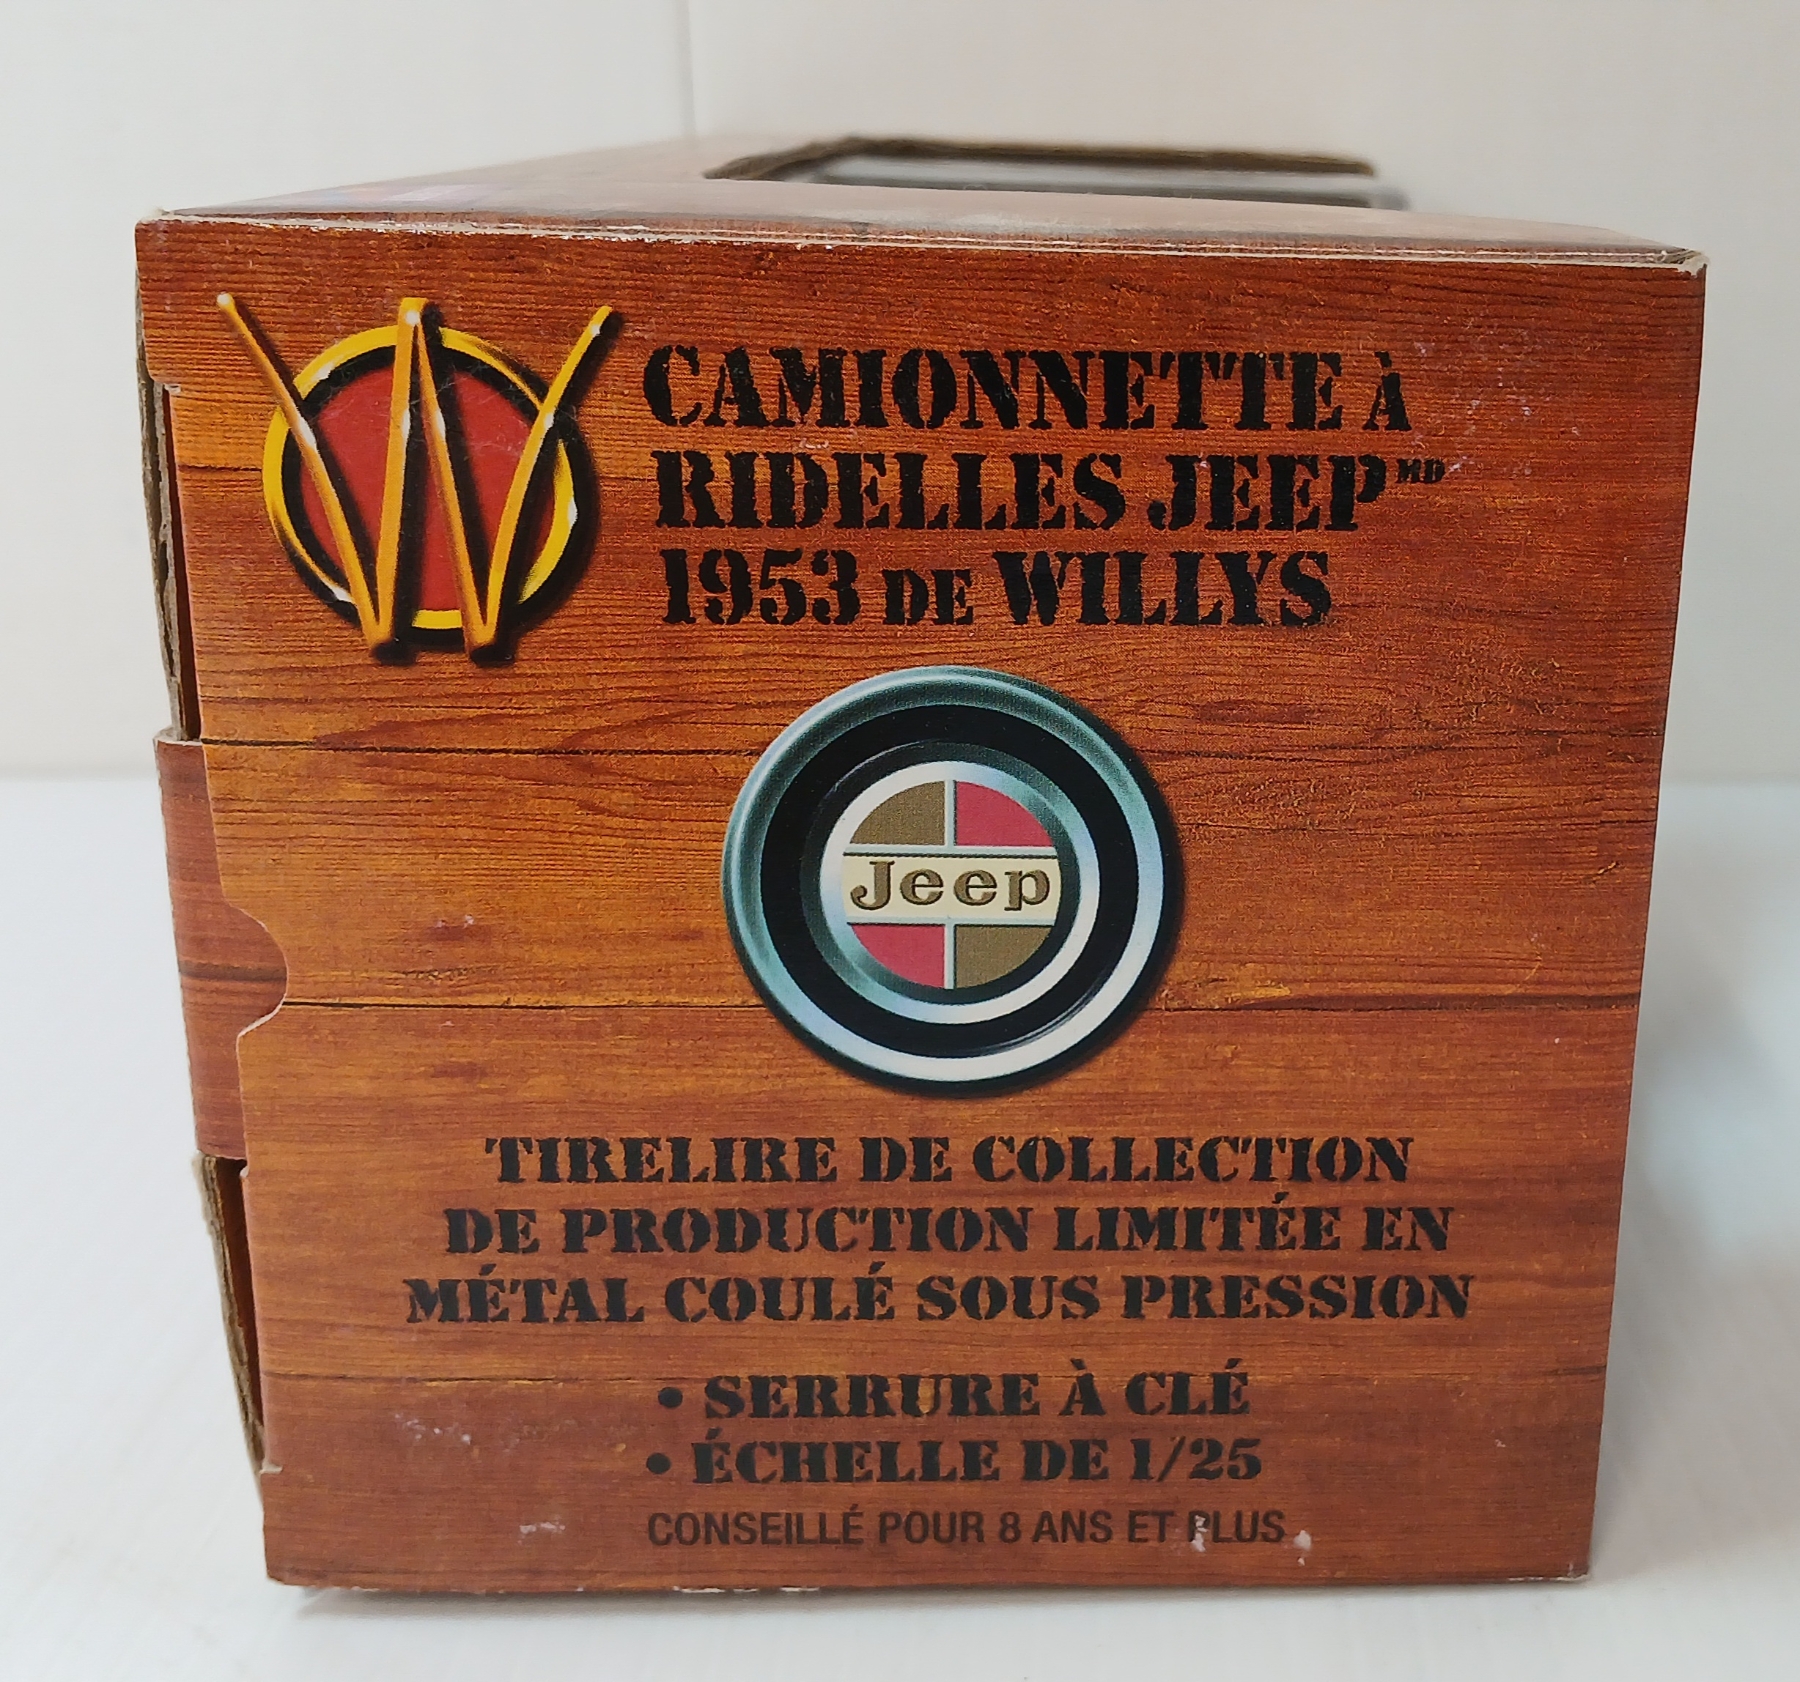 W
CAMIONNETTE À
RIDELLES JEEP MD
1953 DE WILLYS
Jeep
TIRELIRE DE COLLECTION
DE PRODUCTION LIMITÉE EN
MÉTAL COULÉ SOUS PRESSION
• SERRURE À CLÉ
• ÉCHELLE DE 1/25
CONSEILLÉ POUR 8 ANS ET PLUS